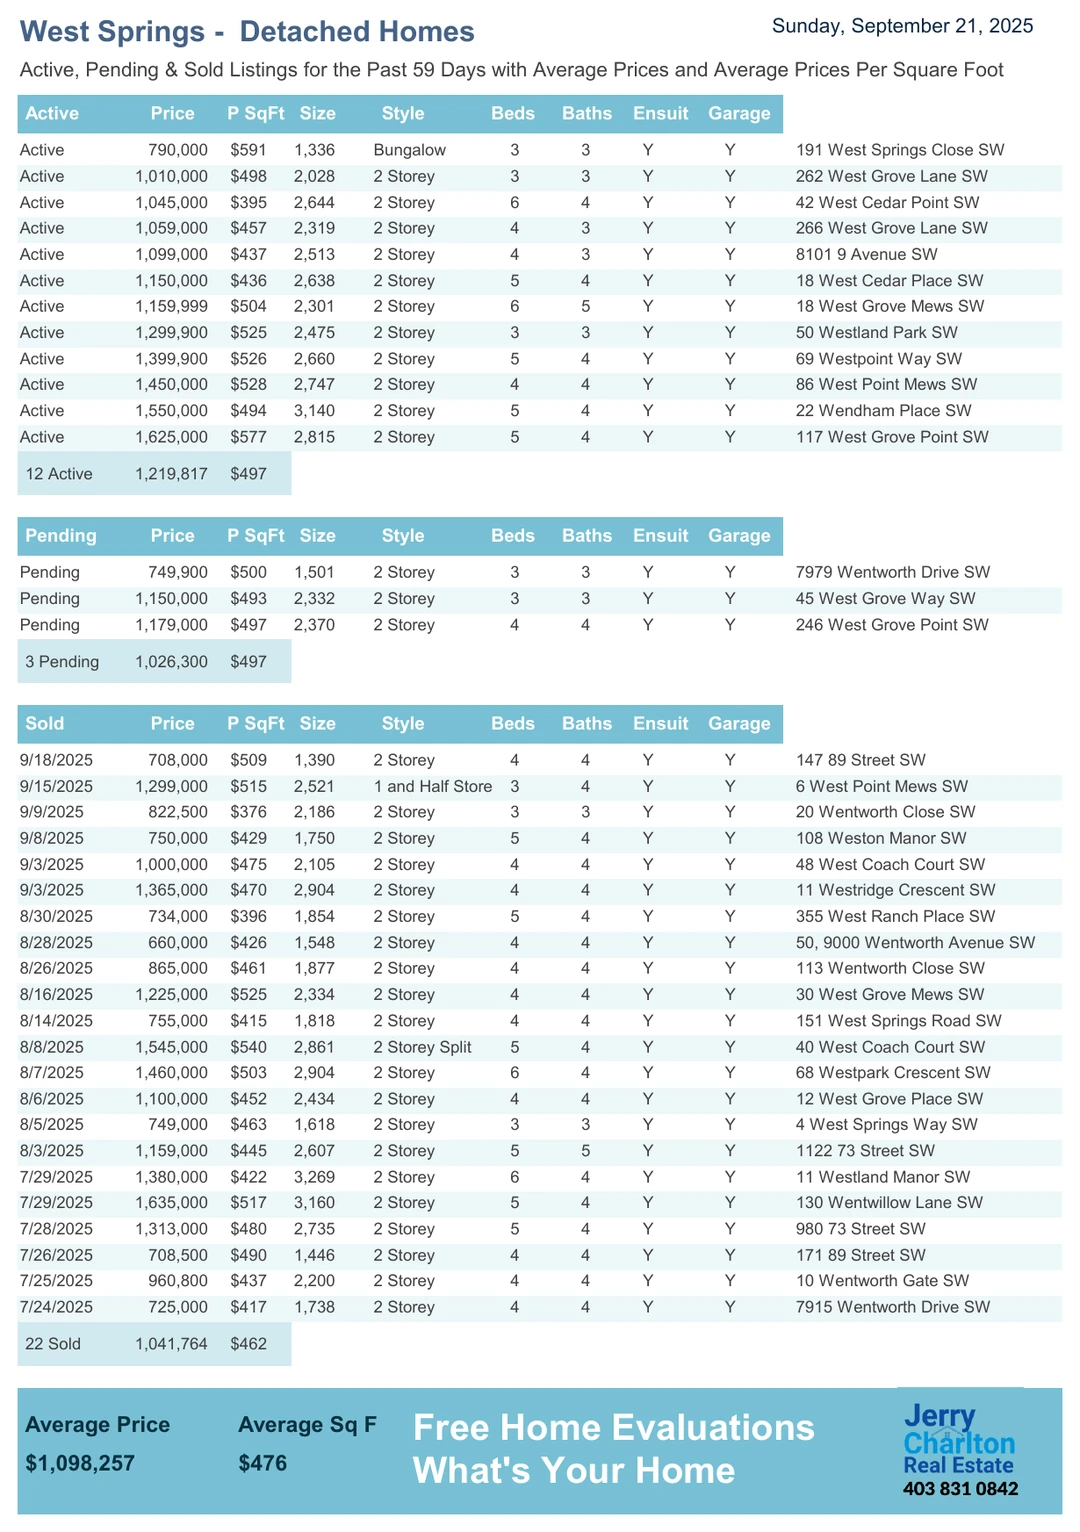 West Springs -  Detached Homes
Sunday, September 21, 2025
Active, Pending & Sold Listings for the Past 59 Days with Average Prices and Average Prices Per Square Foot
Active Price P SqFt Size Style Beds Baths Ensuit Garage
Active 790,000 $591 1,336 Bungalow 3 3 Y Y 191 West Springs Close SW
Active 1,010,000 $498 2,028 2 Storey 3 3 Y Y 262 West Grove Lane SW
Active 1,045,000 $395 2,644 2 Storey 6 4 Y Y 42 West Cedar Point SW
Active 1,059,000 $457 2,319 2 Storey 4 3 Y Y 266 West Grove Lane SW
Active 1,099,000 $437 2,513 2 Storey 4 3 Y Y 8101 9 Avenue SW
Active 1,150,000 $436 2,638 2 Storey 5 4 Y Y 18 West Cedar Place SW
Active 1,159,999 $504 2,301 2 Storey 6 5 Y Y 18 West Grove Mews SW
Active 1,299,900 $525 2,475 2 Storey 3 3 Y Y 50 Westland Park SW
Active 1,399,900 $526 2,660 2 Storey 5 4 Y Y 69 Westpoint Way SW
Active 1,450,000 $528 2,747 2 Storey 4 4 Y Y 86 West Point Mews SW
Active 1,550,000 $494 3,140 2 Storey 5 4 Y Y 22 Wendham Place SW
Active 1,625,000 $577 2,815 2 Storey 5 4 Y Y 117 West Grove Point SW
12 Active 1,219,817 $497
Pending Price P SqFt Size Style Beds Baths Ensuit Garage
Pending 749,900 $500 1,501 2 Storey 3 3 Y Y 7979 Wentworth Drive SW
Pending 1,150,000 $493 2,332 2 Storey 3 3 Y Y 45 West Grove Way SW
Pending 1,179,000 $497 2,370 2 Storey 4 4 Y Y 246 West Grove Point SW
3 Pending 1,026,300 $497
Sold Price P SqFt Size Style Beds Baths Ensuit Garage
9/18/2025 708,000 $509 1,390 2 Storey 4 4 Y Y 147 89 Street SW
9/15/2025 1,299,000 $515 2,521 1 and Half Store 3 4 Y Y 6 West Point Mews SW
9/9/2025 822,500 $376 2,186 2 Storey 3 3 Y Y 20 Wentworth Close SW
9/8/2025 750,000 $429 1,750 2 Storey 5 4 Y Y 108 Weston Manor SW
9/3/2025 1,000,000 $475 2,105 2 Storey 4 4 Y Y 48 West Coach Court SW
9/3/2025 1,365,000 $470 2,904 2 Storey 4 4 Y Y 11 Westridge Crescent SW
8/30/2025 734,000 $396 1,854 2 Storey 5 4 Y Y 355 West Ranch Place SW
8/28/2025 660,000 $426 1,548 2 Storey 4 4 Y Y 50, 9000 Wentworth Avenue SW
8/26/2025 865,000 $461 1,877 2 Storey 4 4 Y Y 113 Wentworth Close SW
8/16/2025 1,225,000 $525 2,334 2 Storey 4 4 Y Y 30 West Grove Mews SW
8/14/2025 755,000 $415 1,818 2 Storey 4 4 Y Y 151 West Springs Road SW
8/8/2025 1,545,000 $540 2,861 2 Storey Split 5 4 Y Y 40 West Coach Court SW
8/7/2025 1,460,000 $503 2,904 2 Storey 6 4 Y Y 68 Westpark Crescent SW
8/6/2025 1,100,000 $452 2,434 2 Storey 4 4 Y Y 12 West Grove Place SW
8/5/2025 749,000 $463 1,618 2 Storey 3 3 Y Y 4 West Springs Way SW
8/3/2025 1,159,000 $445 2,607 2 Storey 5 5 Y Y 1122 73 Street SW
7/29/2025 1,380,000 $422 3,269 2 Storey 6 4 Y Y 11 Westland Manor SW
7/29/2025 1,635,000 $517 3,160 2 Storey 5 4 Y Y 130 Wentwillow Lane SW
7/28/2025 1,313,000 $480 2,735 2 Storey 5 4 Y Y 980 73 Street SW
7/26/2025 708,500 $490 1,446 2 Storey 4 4 Y Y 171 89 Street SW
7/25/2025 960,800 $437 2,200 2 Storey 4 4 Y Y 10 Wentworth Gate SW
7/24/2025 725,000 $417 1,738 2 Storey 4 4 Y Y 7915 Wentworth Drive SW
22 Sold 1,041,764 $462
Average Price Average Sq F
$1,098,257 $476
Free Home Evaluations
What's Your Home
Jerry
Charlton
Real Estate
403 831 0842